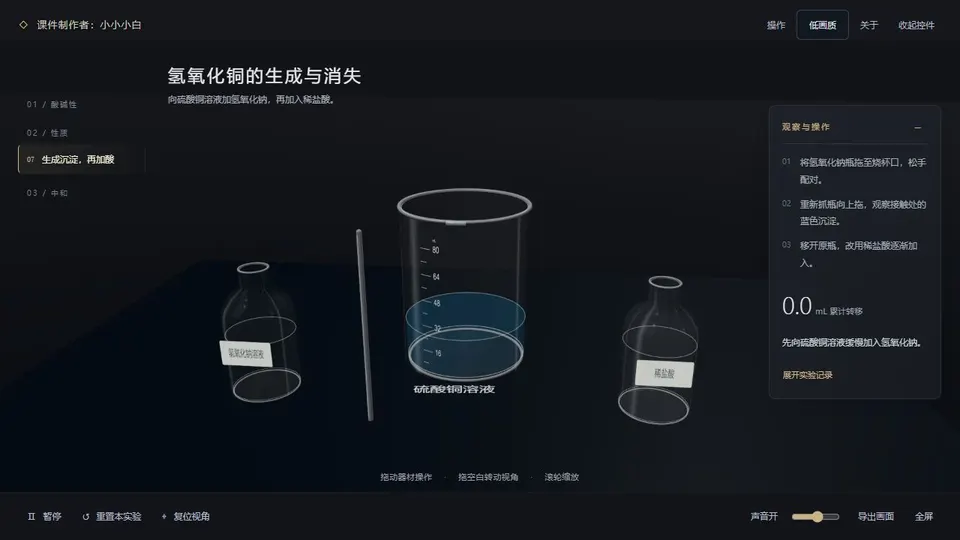 课件制作者：小小小白
操作
低画质
关于
收起控件
氢氧化铜的生成与消失
向硫酸铜溶液加氢氧化钠，再加入稀盐酸。
01 / 酸碱性
02 / 性质
07 生成沉淀，再加酸
03 / 中和
观察与操作
01 将氢氧化钠瓶拖至烧杯口，松手
配对。
02 重新抓瓶向上拖，观察接触处的
蓝色沉淀。
03 移开原瓶，改用稀盐酸逐渐加
入。
0.0 mL 累计转移
先向硫酸铜溶液缓慢加入氢氧化钠。
展开实验记录
80
64
48
32
16
氢氧化钠溶液
稀盐酸
硫酸铜溶液
拖动器材操作 · 拖空白转动视角 · 滚轮缩放
暂停
重置本实验
复位视角
声音开
导出画面
全屏